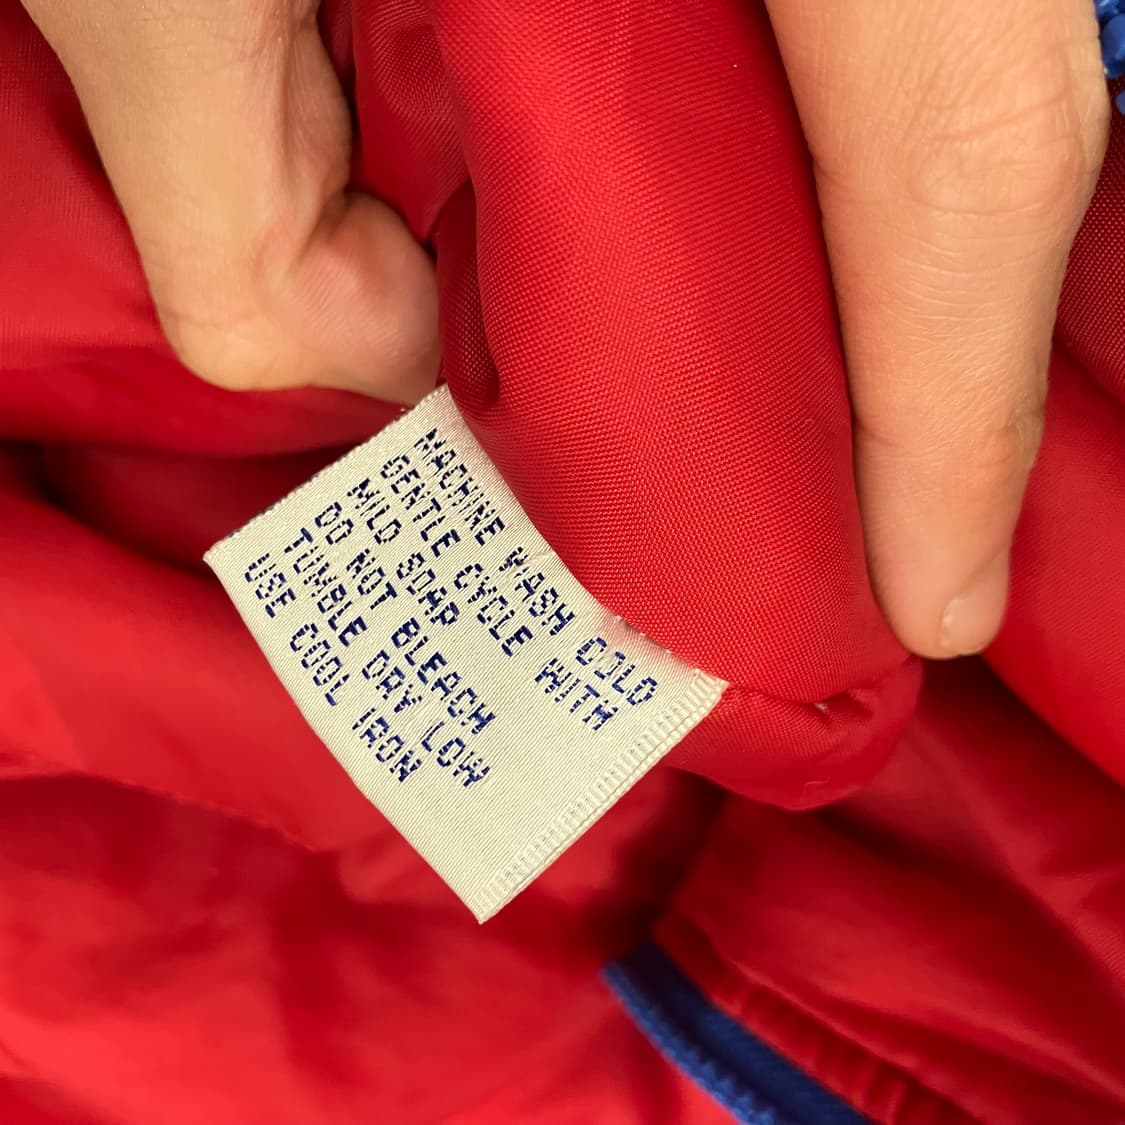 MACHINE WASH COLD
GENTLE CYCLE WITH
MILD SOAP
DO NOT BLEACH
TUMBLE DRY LOW
USE COOL IRON